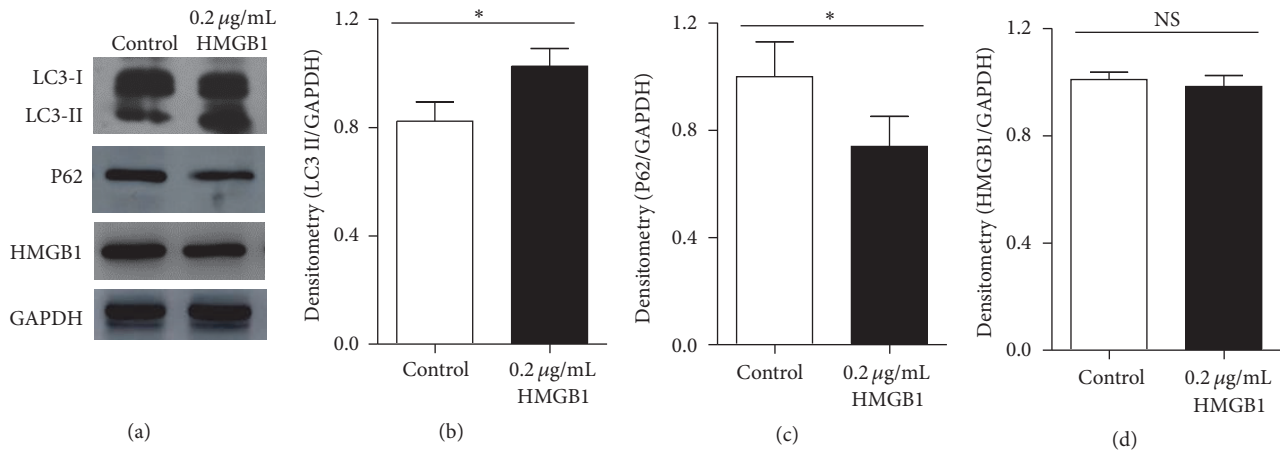 Control
0.2 μg/mL
HMGB1
LC3-I
LC3-II
P62
HMGB1
GAPDH
(a)
*
Densitometry (LC3 II/GAPDH)
1.2
0.8
0.4
0.0
Control
0.2 μg/mL
HMGB1
(b)
*
Densitometry (P62/GAPDH)
1.2
0.8
0.4
0.0
Control
0.2 μg/mL
HMGB1
(c)
NS
Densitometry (HMGB1/GAPDH)
1.2
0.8
0.4
0.0
Control
0.2 μg/mL
HMGB1
(d)